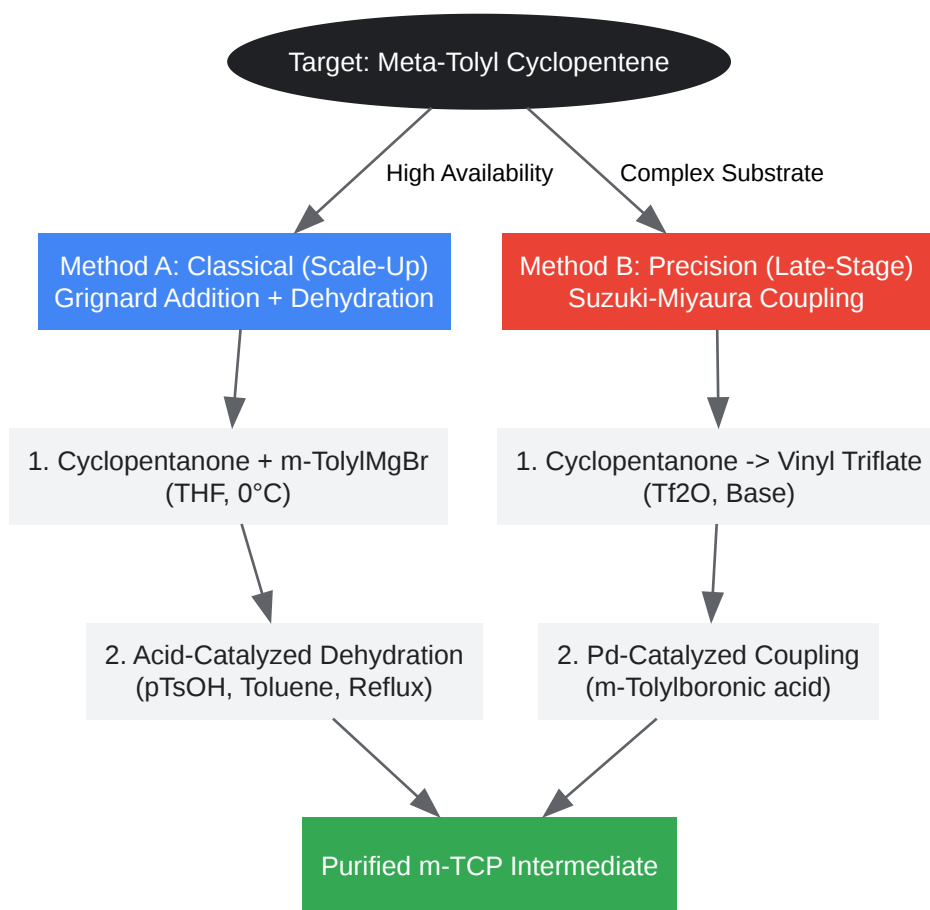 Target: Meta-Tolyl Cyclopentene
High Availability
Complex Substrate
Method A: Classical (Scale-Up)
Grignard Addition + Dehydration
Method B: Precision (Late-Stage)
Suzuki-Miyaura Coupling
1. Cyclopentanone + m-TolylMgBr
(THF, 0°C)
1. Cyclopentanone -> Vinyl Triflate
(Tf2O, Base)
2. Acid-Catalyzed Dehydration
(pTsOH, Toluene, Reflux)
2. Pd-Catalyzed Coupling
(m-Tolylboronic acid)
Purified m-TCP Intermediate